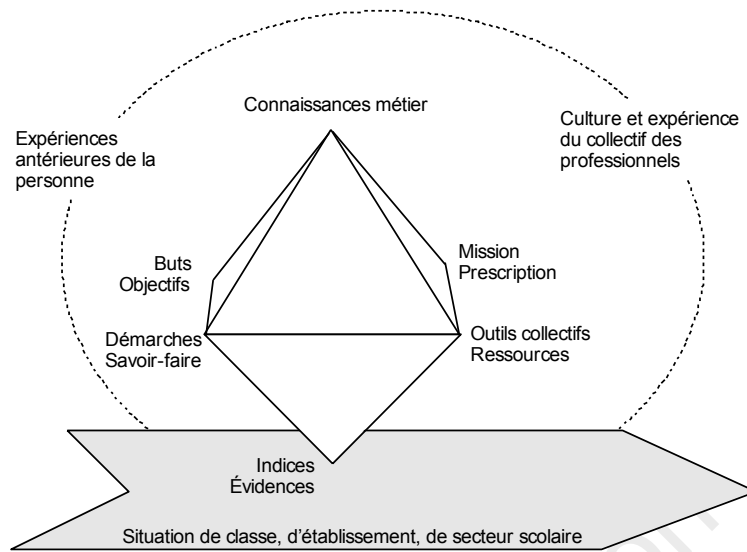 Connaissances métier
Expériences
antérieures de la
personne
Culture et expérience
du collectif des
professionnels
Buts
Objectifs
Mission
Prescription
Démarches
Savoir-faire
Outils collectifs
Ressources
Indices
Évidences
Situation de classe, d'établissement, de secteur scolaire